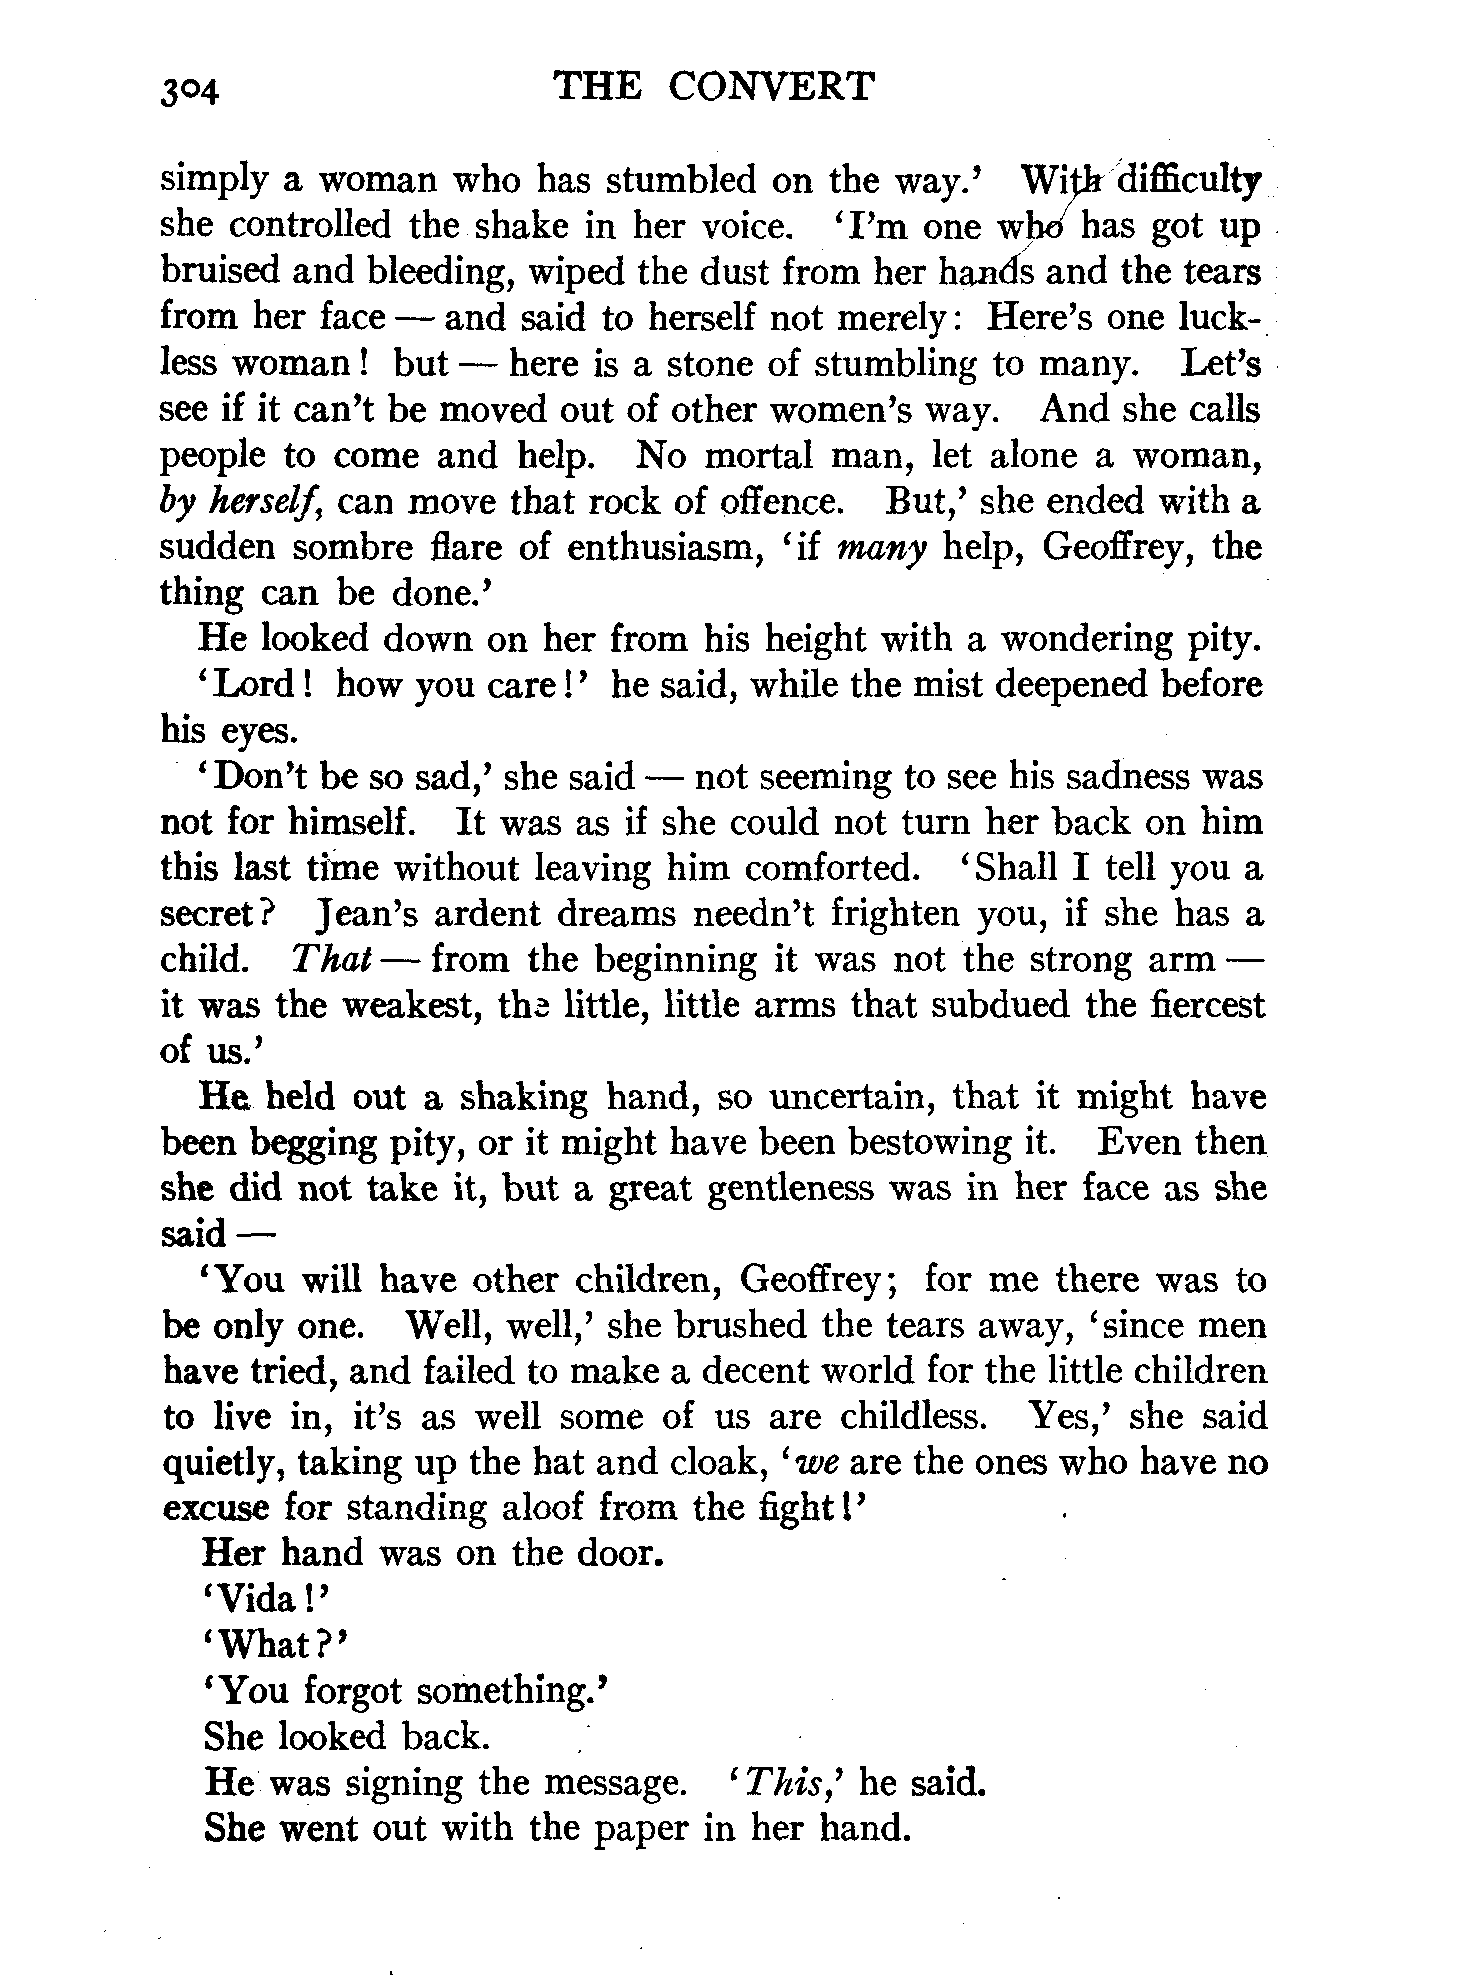 304 THE CONVERT
simply a woman who has stumbled on the way.’ With difficulty
she controlled the shake in her voice. ‘I’m one who has got up
bruised and bleeding, wiped the dust from her hands and the tears
from her face — and said to herself not merely: Here’s one luck-
less woman! but — here is a stone of stumbling to many. Let’s
see if it can’t be moved out of other women’s way. And she calls
people to come and help. No mortal man, let alone a woman,
by herself, can move that rock of offence. But,’ she ended with a
sudden sombre flare of enthusiasm, ‘if many help, Geoffrey, the
thing can be done.’
He looked down on her from his height with a wondering pity.
‘Lord! how you care!’ he said, while the mist deepened before
his eyes.
‘Don’t be so sad,’ she said — not seeming to see his sadness was
not for himself. It was as if she could not turn her back on him
this last time without leaving him comforted. ‘Shall I tell you a
secret? Jean’s ardent dreams needn’t frighten you, if she has a
child. That — from the beginning it was not the strong arm —
it was the weakest, the little, little arms that subdued the fiercest
of us.’
He held out a shaking hand, so uncertain, that it might have
been begging pity, or it might have been bestowing it. Even then
she did not take it, but a great gentleness was in her face as she
said —
‘You will have other children, Geoffrey; for me there was to
be only one. Well, well,’ she brushed the tears away, ‘since men
have tried, and failed to make a decent world for the little children
to live in, it’s as well some of us are childless. Yes,’ she said
quietly, taking up the hat and cloak, ‘we are the ones who have no
excuse for standing aloof from the fight!’
Her hand was on the door.
‘Vida!’
‘What?’
‘You forgot something.’
She looked back.
He was signing the message. ‘This,’ he said.
She went out with the paper in her hand.